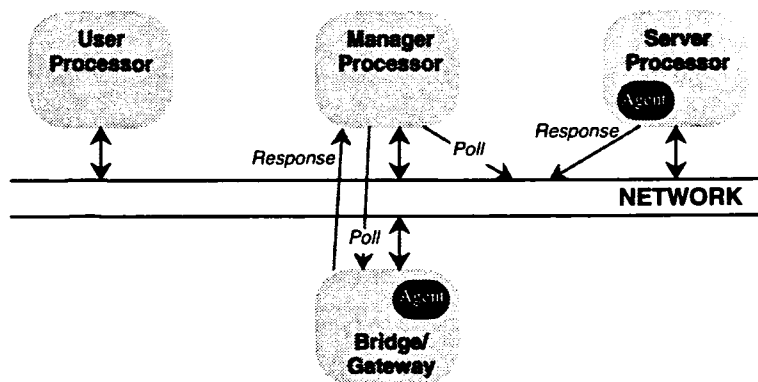 User
Processor
Manager
Processor
Server
Processor
Agent
Response
Poll
Response
NETWORK
Poll
Agent
Bridge/
Gateway